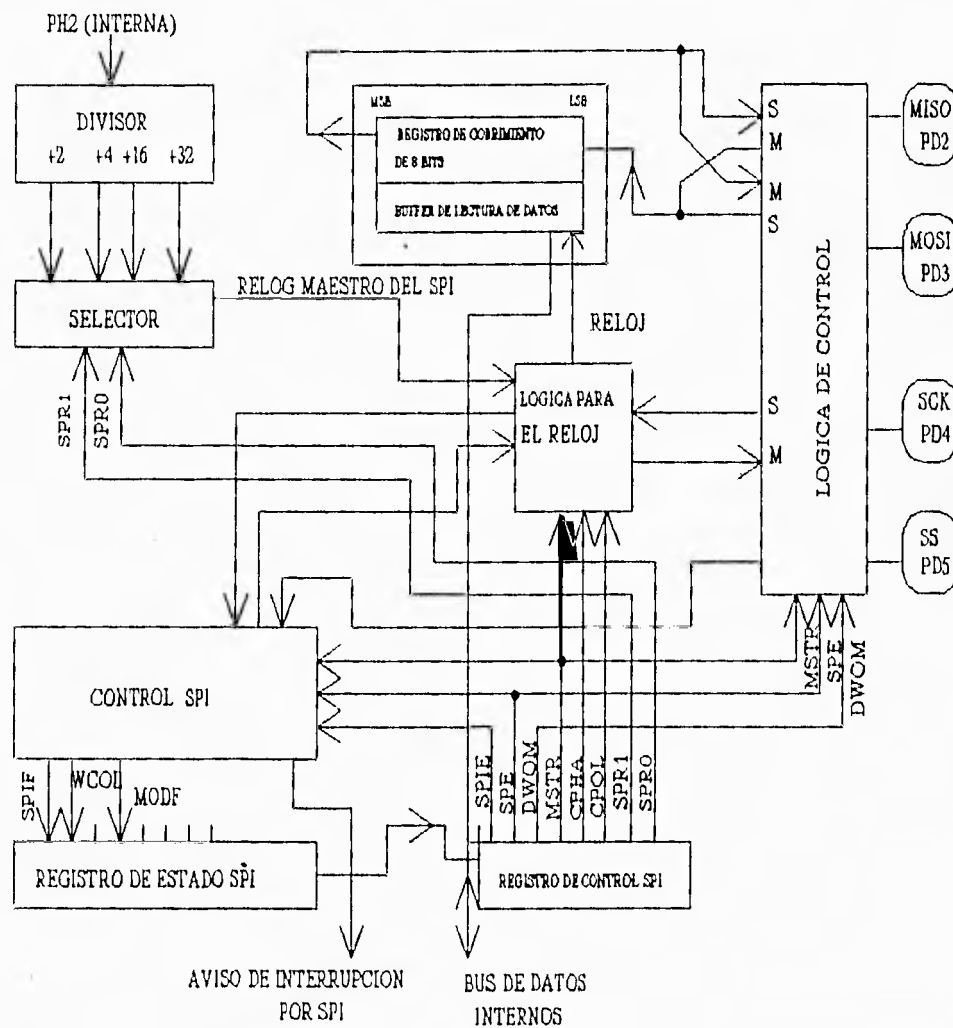 PH2 (INTERNA)
DIVISOR
+2 +4 +16 +32
SELECTOR
SPR1
SPR0
RELOG MAESTRO DEL SPI
MSB LSB
REGISTRO DE CORRIMIENTO
DE 8 BITS
BUFFER DE LECTURA DE DATOS
RELOJ
LOGICA PARA
EL RELOJ
S
M
M
S
S
M
LOGICA DE CONTROL
MISO
PD2
MOSI
PD3
SCK
PD4
SS
PD5
MSTR
SPE
DWOM
CONTROL SPI
SPIF
WCOL
MODF
REGISTRO DE ESTADO SPI
SPIE
SPE
DWOM
MSTR
CPHA
CPOL
SPR1
SPR0
REGISTRO DE CONTROL SPI
AVISO DE INTERRUPCION
POR SPI
BUS DE DATOS
INTERNOS